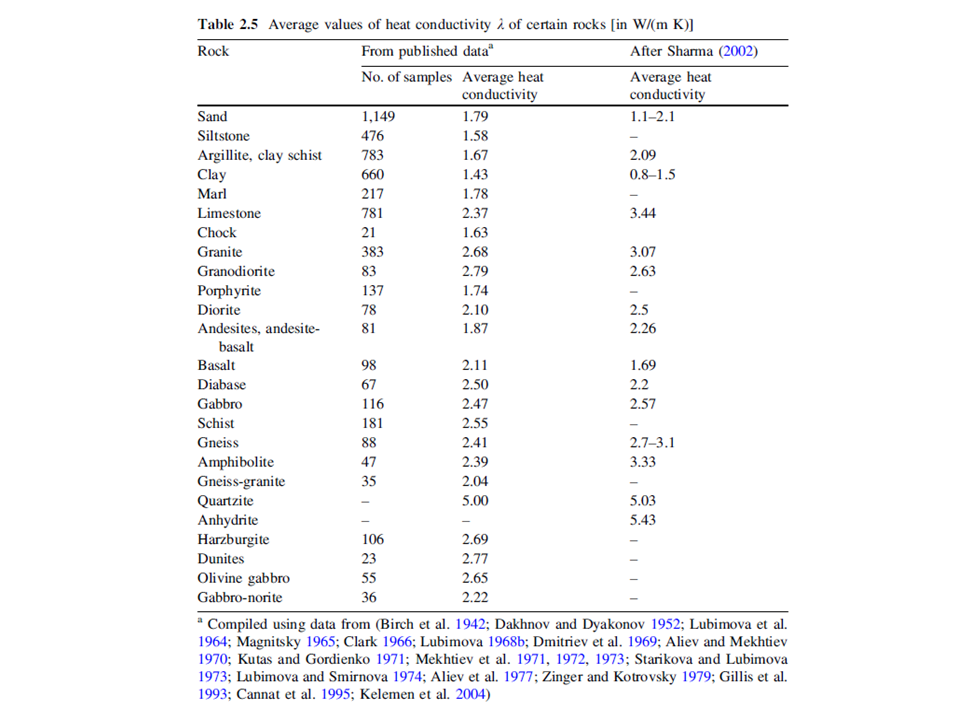 Table 2.5 Average values of heat conductivity λ of certain rocks [in W/(m K)]
Rock From published dataᵃ After Sharma (2002)
No. of samples Average heat conductivity Average heat conductivity
Sand 1,149 1.79 1.1–2.1
Siltstone 476 1.58 –
Argillite, clay schist 783 1.67 2.09
Clay 660 1.43 0.8–1.5
Marl 217 1.78 –
Limestone 781 2.37 3.44
Chock 21 1.63
Granite 383 2.68 3.07
Granodiorite 83 2.79 2.63
Porphyrite 137 1.74 –
Diorite 78 2.10 2.5
Andesites, andesite- 81 1.87 2.26
basalt
Basalt 98 2.11 1.69
Diabase 67 2.50 2.2
Gabbro 116 2.47 2.57
Schist 181 2.55 –
Gneiss 88 2.41 2.7–3.1
Amphibolite 47 2.39 3.33
Gneiss-granite 35 2.04 –
Quartzite – 5.00 5.03
Anhydrite – – 5.43
Harzburgite 106 2.69 –
Dunites 23 2.77 –
Olivine gabbro 55 2.65 –
Gabbro-norite 36 2.22 –
ᵃ Compiled using data from (Birch et al. 1942; Dakhnov and Dyakonov 1952; Lubimova et al.
1964; Magnitsky 1965; Clark 1966; Lubimova 1968b; Dmitriev et al. 1969; Aliev and Mekhtiev
1970; Kutas and Gordienko 1971; Mekhtiev et al. 1971, 1972, 1973; Starikova and Lubimova
1973; Lubimova and Smirnova 1974; Aliev et al. 1977; Zinger and Kotrovsky 1979; Gillis et al.
1993; Cannat et al. 1995; Kelemen et al. 2004)